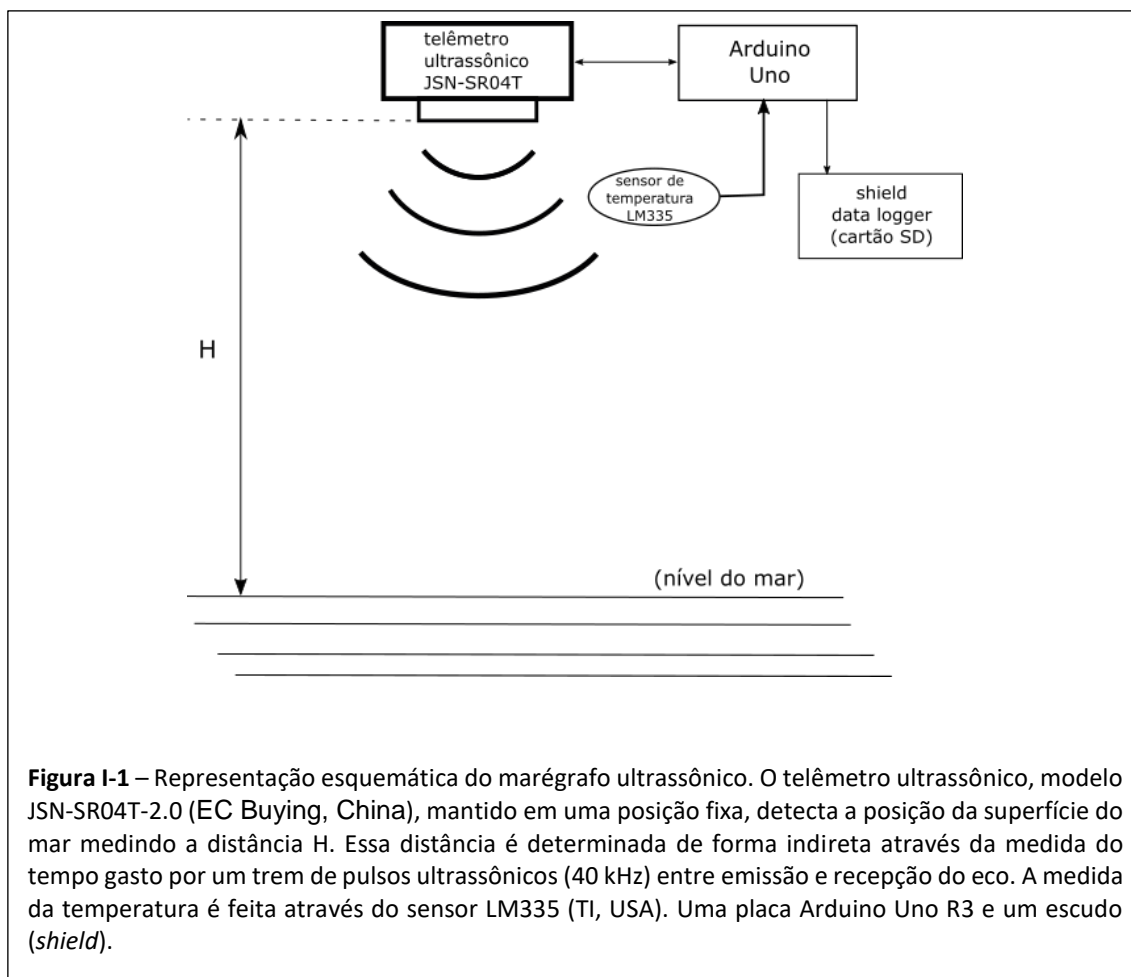 telêmetro
ultrassônico
JSN-SR04T
Arduino
Uno
sensor de
temperatura
LM335
shield
data logger
(cartão SD)
H
(nível do mar)
Figura I-1 – Representação esquemática do marégrafo ultrassônico. O telêmetro ultrassônico, modelo
JSN-SR04T-2.0 (EC Buying, China), mantido em uma posição fixa, detecta a posição da superfície do
mar medindo a distância H. Essa distância é determinada de forma indireta através da medida do
tempo gasto por um trem de pulsos ultrassônicos (40 kHz) entre emissão e recepção do eco. A medida
da temperatura é feita através do sensor LM335 (TI, USA). Uma placa Arduino Uno R3 e um escudo
(shield).